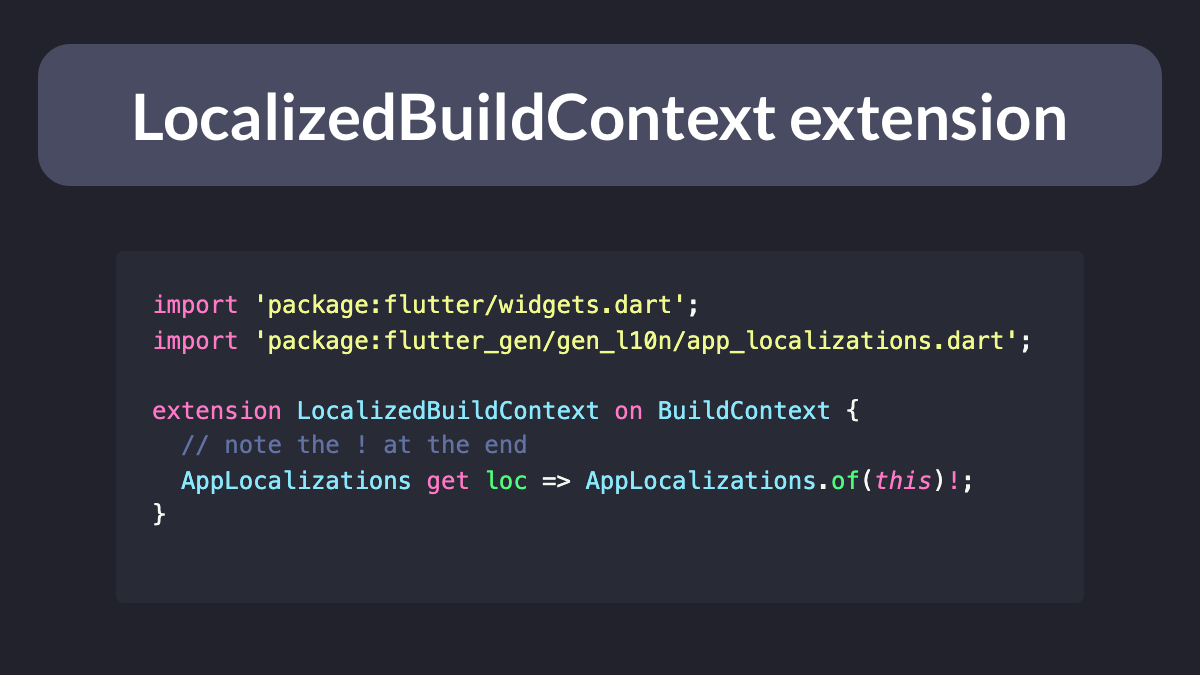 LocalizedBuildContext extension
import 'package:flutter/widgets.dart';
import 'package:flutter_gen/gen_l10n/app_localizations.dart';
extension LocalizedBuildContext on BuildContext {
  // note the ! at the end
  AppLocalizations get loc => AppLocalizations.of(this)!;
}